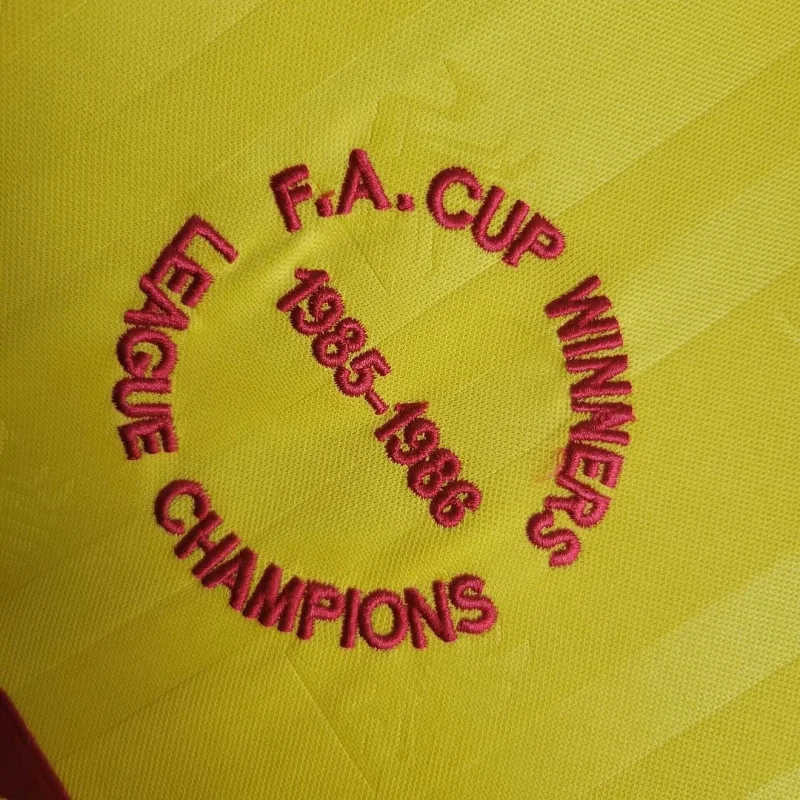 F.A. CUP WINNERS
1985-1986
LEAGUE CHAMPIONS